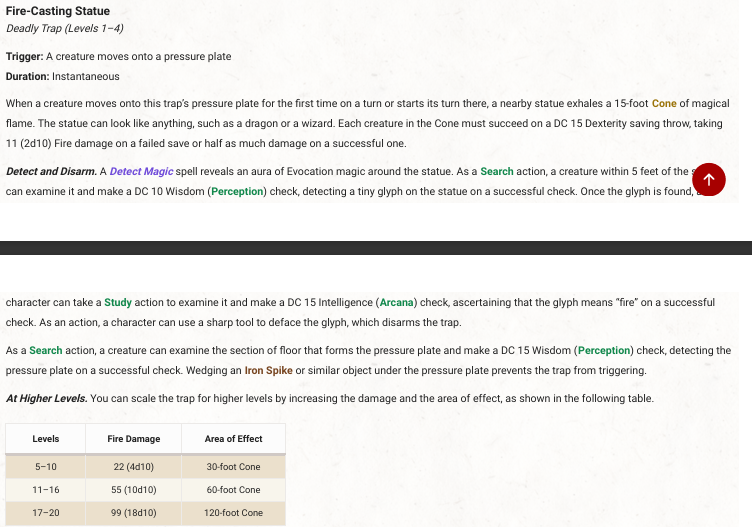 Fire-Casting Statue
Deadly Trap (Levels 1–4)
Trigger: A creature moves onto a pressure plate
Duration: Instantaneous
When a creature moves onto this trap's pressure plate for the first time on a turn or starts its turn there, a nearby statue exhales a 15-foot Cone of magical
flame. The statue can look like anything, such as a dragon or a wizard. Each creature in the Cone must succeed on a DC 15 Dexterity saving throw, taking
11 (2d10) Fire damage on a failed save or half as much damage on a successful one.
Detect and Disarm. A Detect Magic spell reveals an aura of Evocation magic around the statue. As a Search action, a creature within 5 feet of the
can examine it and make a DC 10 Wisdom (Perception) check, detecting a tiny glyph on the statue on a successful check. Once the glyph is found,
character can take a Study action to examine it and make a DC 15 Intelligence (Arcana) check, ascertaining that the glyph means “fire” on a successful
check. As an action, a character can use a sharp tool to deface the glyph, which disarms the trap.
As a Search action, a creature can examine the section of floor that forms the pressure plate and make a DC 15 Wisdom (Perception) check, detecting the
pressure plate on a successful check. Wedging an Iron Spike or similar object under the pressure plate prevents the trap from triggering.
At Higher Levels. You can scale the trap for higher levels by increasing the damage and the area of effect, as shown in the following table.
Levels Fire Damage Area of Effect
5–10 22 (4d10) 30-foot Cone
11–16 55 (10d10) 60-foot Cone
17–20 99 (18d10) 120-foot Cone